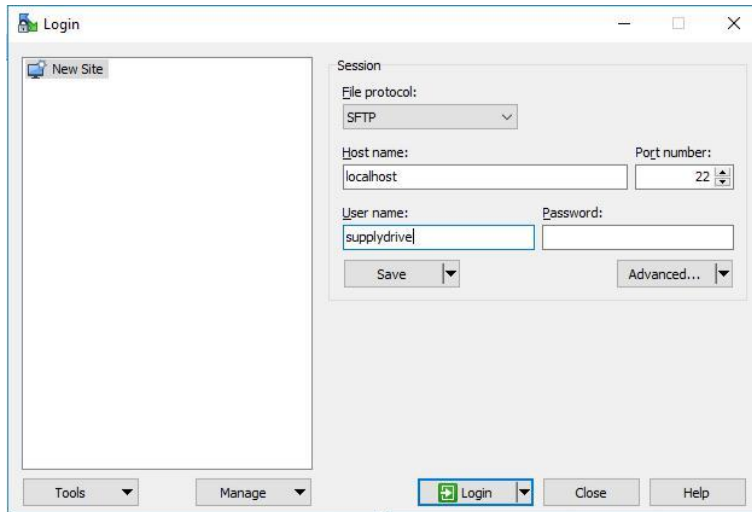 Login
New Site
Session
File protocol:
SFTP
Host name:
Port number:
localhost
22
User name:
Password:
supplydrive
Save
Advanced...
Tools
Manage
Login
Close
Help